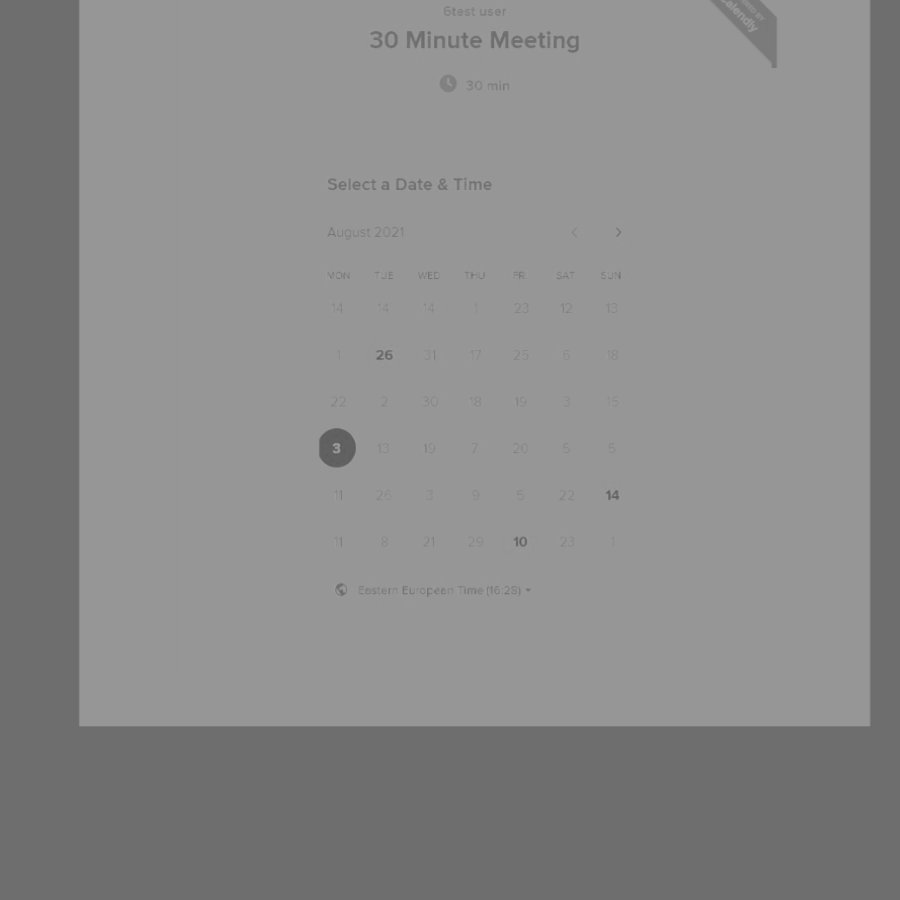 6test user
30 Minute Meeting
30 min
Calendly
Select a Date & Time
August 2021
MON TUE WED THU FRI SAT SUN
14 14 14 1 23 12 13
1 26 31 17 25 6 18
22 2 30 18 19 3 15
3 13 19 7 20 5 5
11 26 3 9 5 22 14
11 8 21 29 10 23 1
Eastern European Time (16:28)